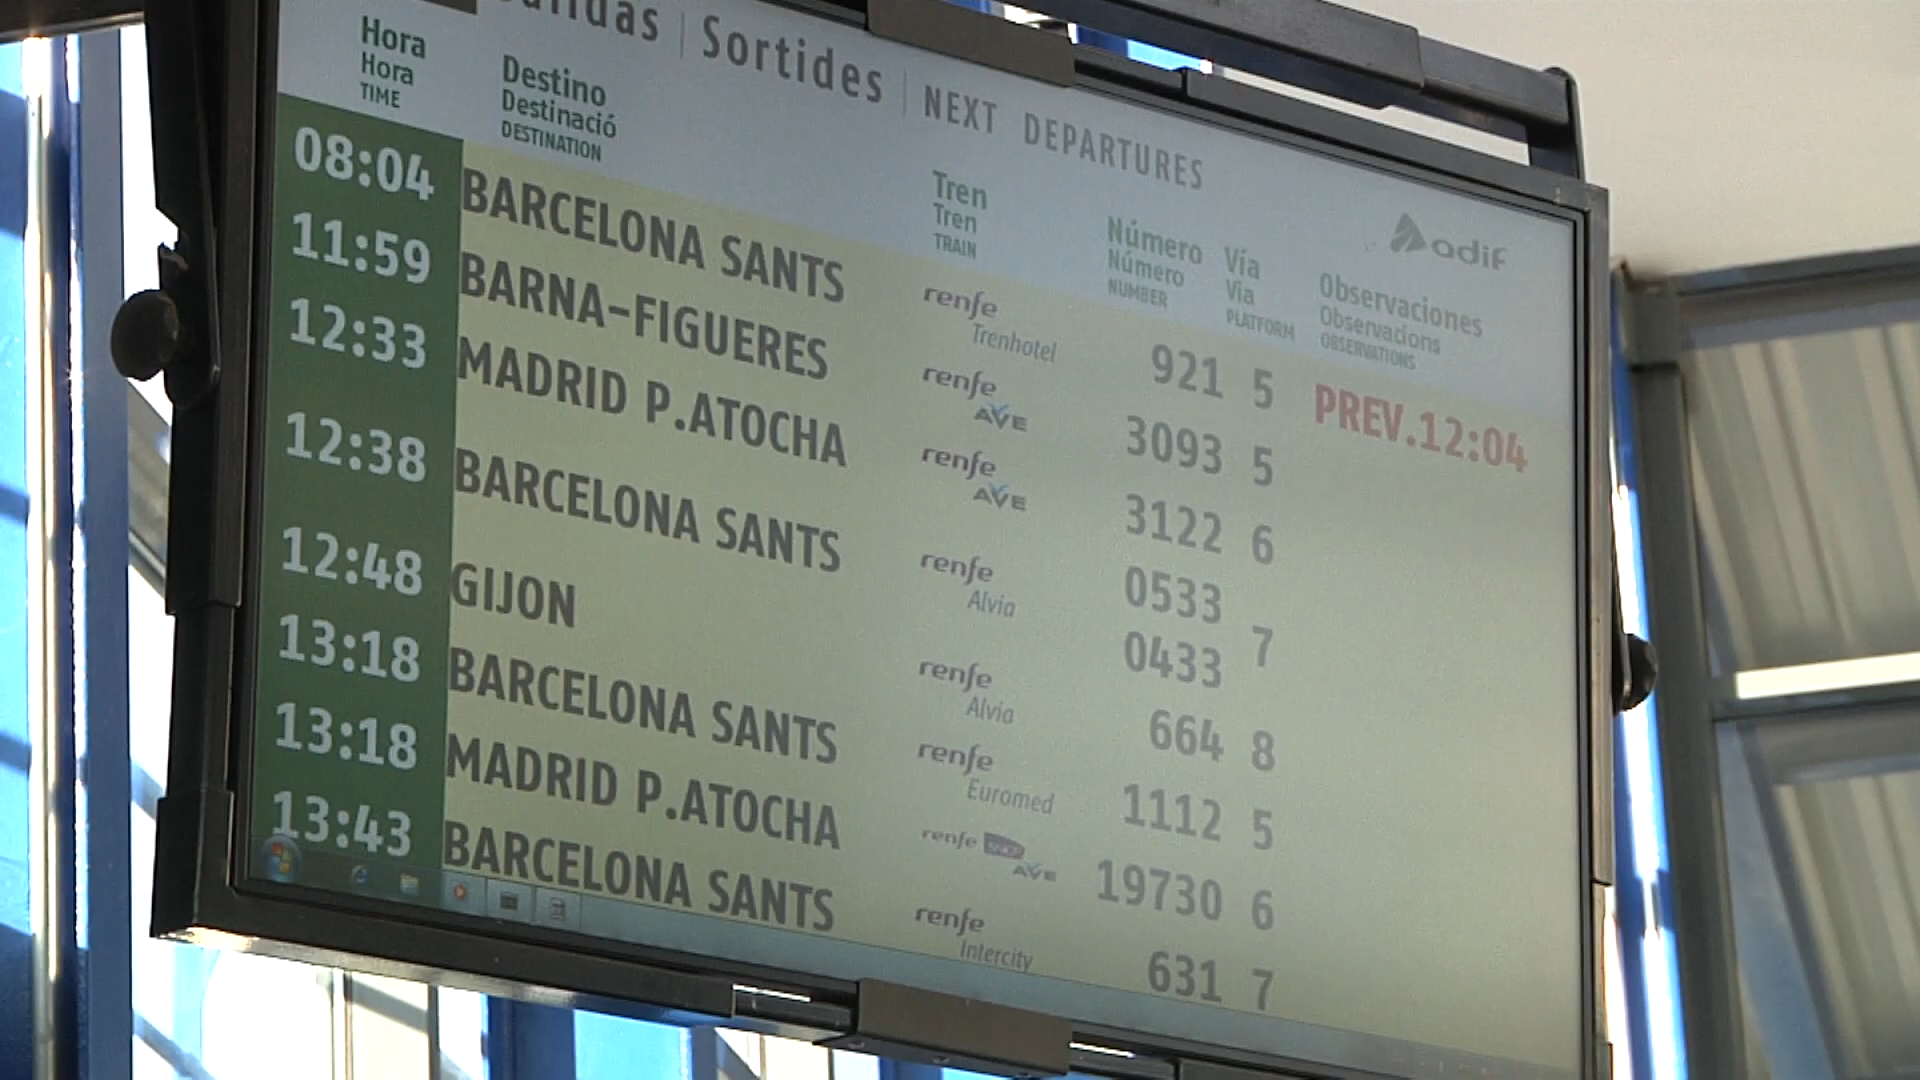 Sortides | NEXT DEPARTURES
Hora Destino Tren Número Vía Observaciones
Hora Destinació Tren Número Via Observacions
TIME DESTINATION TRAIN NUMBER PLATFORM OBSERVATIONS
adif
08:04 BARCELONA SANTS renfe Trenhotel 921 5 PREV.12:04
11:59 BARNA-FIGUERES renfe AVE 3093 5
12:33 MADRID P.ATOCHA renfe AVE 3122 6
12:38 BARCELONA SANTS renfe Alvia 0533 7
12:48 GIJON renfe Alvia 0433
13:18 BARCELONA SANTS renfe Euromed 664 8
13:18 MADRID P.ATOCHA renfe AVE 1112 5
13:43 BARCELONA SANTS renfe Intercity 19730 6
631 7